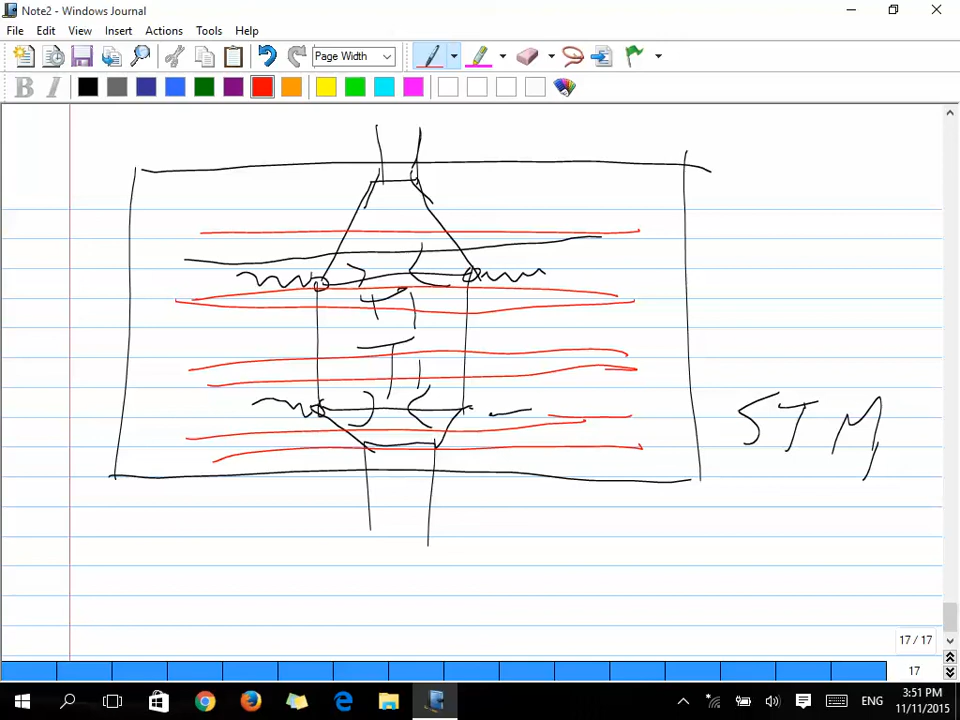 Note2 - Windows Journal
File Edit View Insert Actions Tools Help
Page Width
B I
STM
17 / 17
17
ENG
3:51 PM
11/11/2015